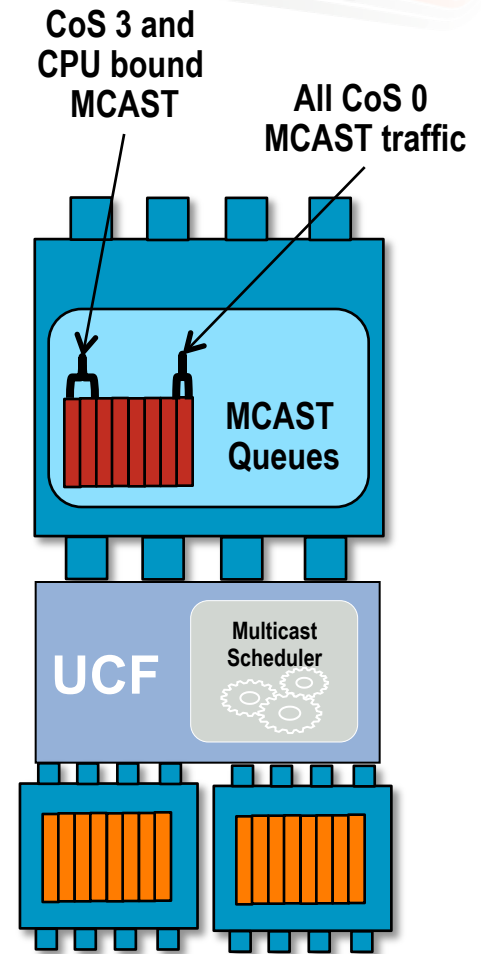 CoS 3 and
CPU bound
MCAST
All CoS 0
MCAST traffic
MCAST
Queues
UCF
Multicast
Scheduler